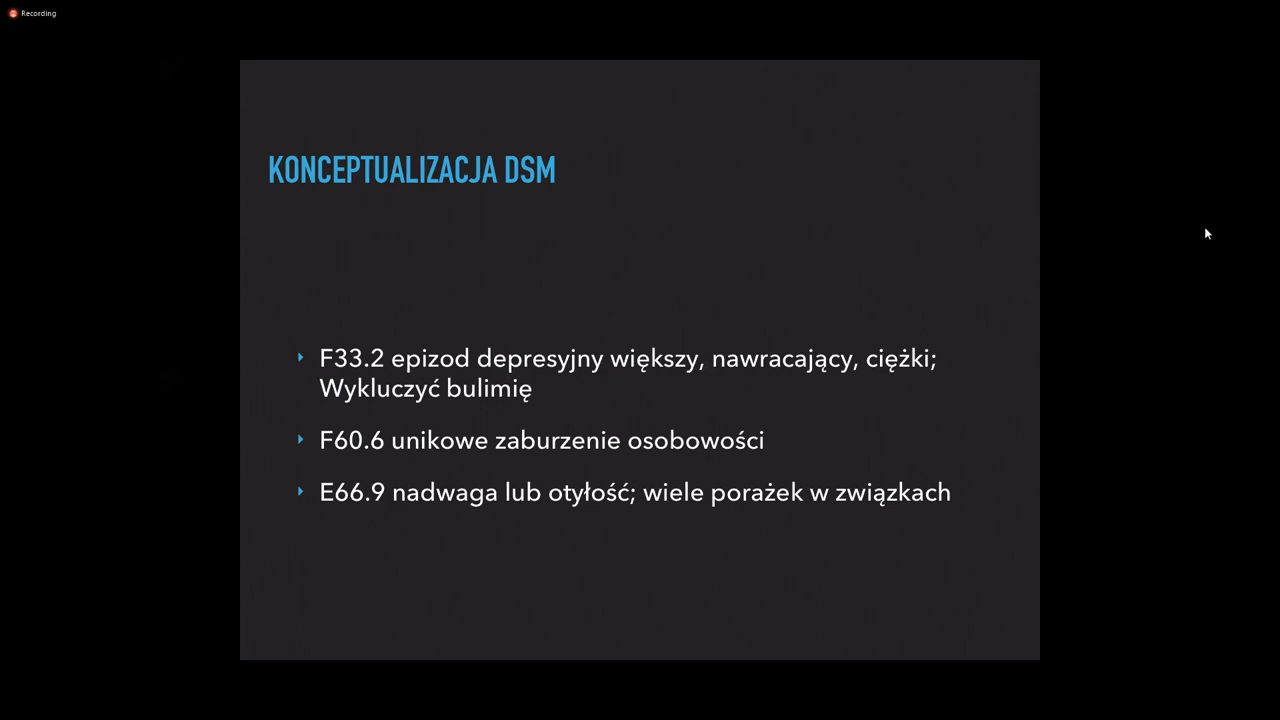 Recording
KONCEPTUALIZACJA DSM
F33.2 epizod depresyjny większy, nawracający, ciężki;
Wykluczyć bulimię
F60.6 unikowe zaburzenie osobowości
E66.9 nadwaga lub otyłość; wiele porażek w związkach